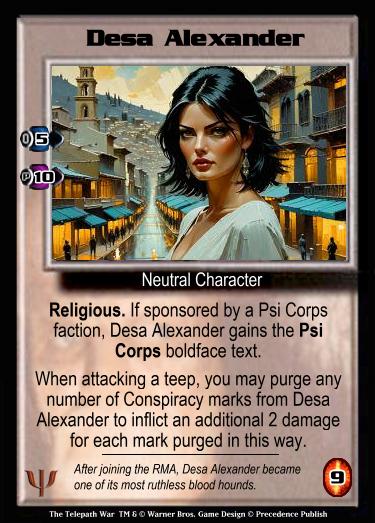 Desa Alexander
D 5
P 10
Neutral Character
Religious. If sponsored by a Psi Corps
faction, Desa Alexander gains the Psi
Corps boldface text.
When attacking a teep, you may purge any
number of Conspiracy marks from Desa
Alexander to inflict an additional 2 damage
for each mark purged in this way.
After joining the RMA, Desa Alexander became
one of its most ruthless blood hounds.
9
The Telepath War TM & © Warner Bros. Game Design © Precedence Publish